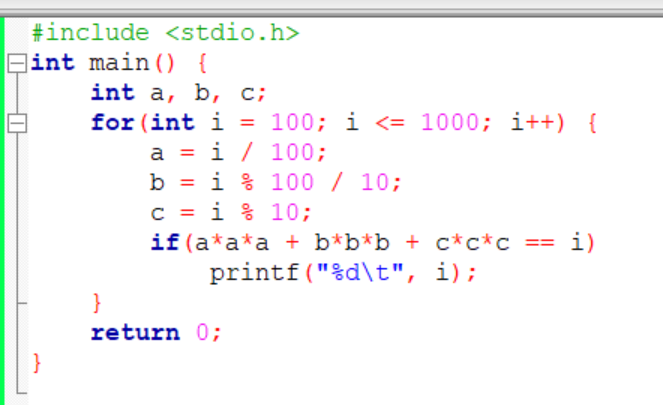 #include <stdio.h>
int main() {
    int a, b, c;
    for(int i = 100; i <= 1000; i++) {
        a = i / 100;
        b = i % 100 / 10;
        c = i % 10;
        if(a*a*a + b*b*b + c*c*c == i)
            printf("%d\t", i);
    }
    return 0;
}